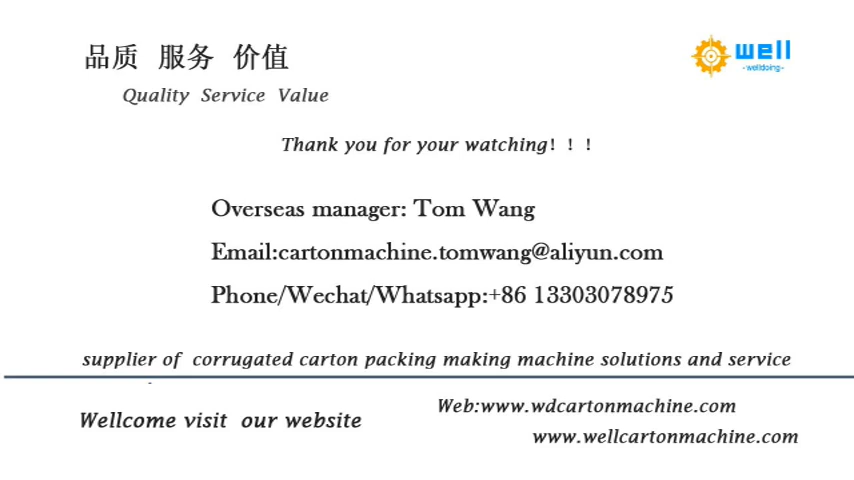 品质 服务 价值
well
-welldoing-
Quality Service Value
Thank you for your watching! ! !
Overseas manager: Tom Wang
Email:cartonmachine.tomwang@aliyun.com
Phone/Wechat/Whatsapp:+86 13303078975
supplier of corrugated carton packing making machine solutions and service
Wellcome visit our website
Web:www.wdcartonmachine.com
www.wellcartonmachine.com